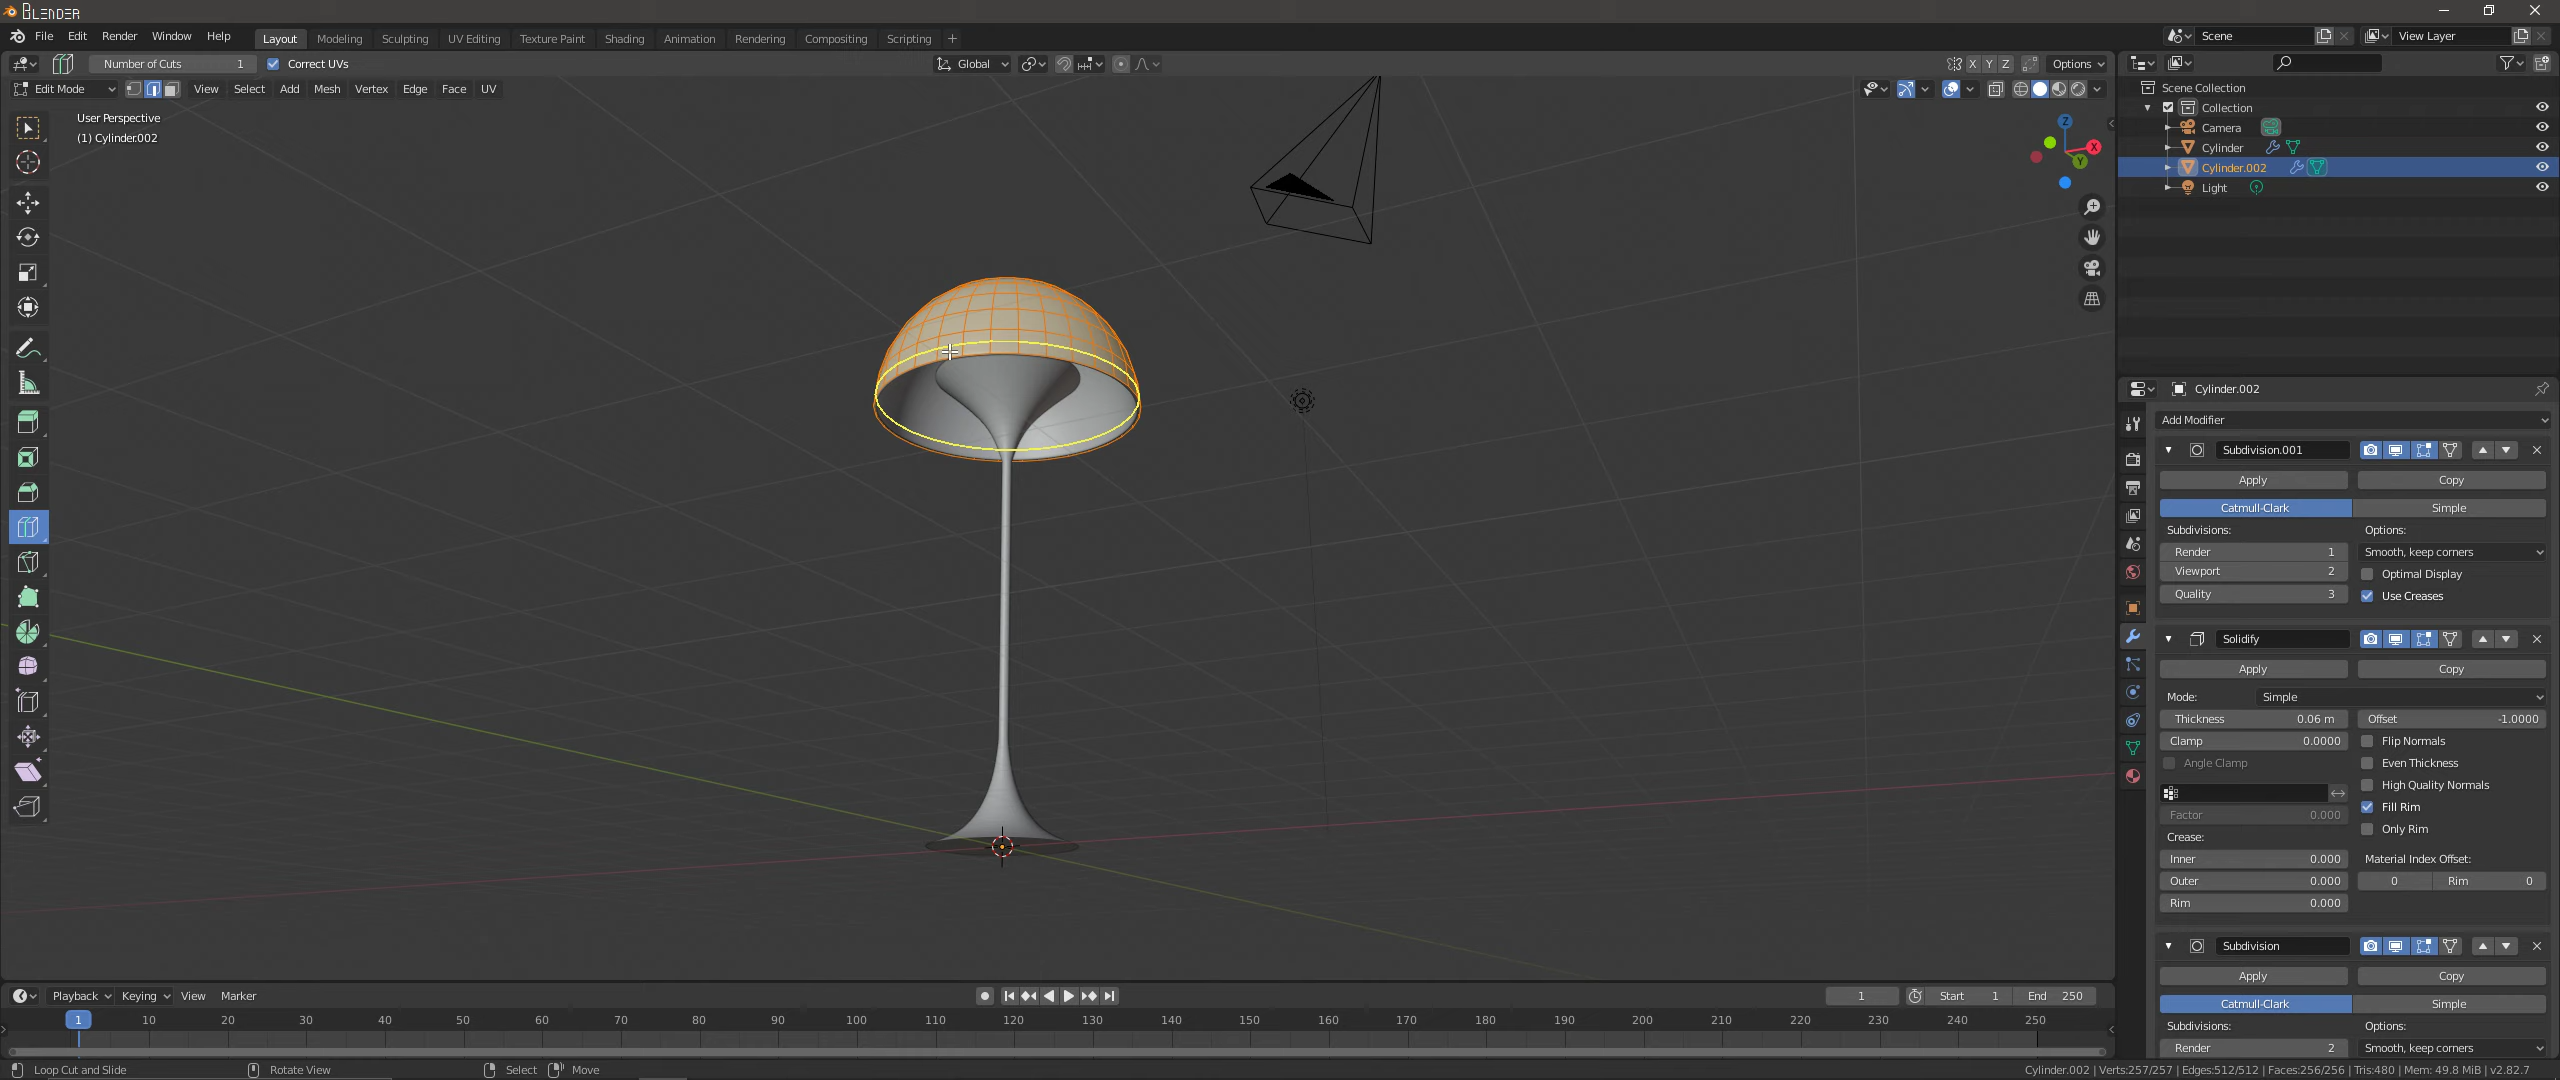 BLENDER
File Edit Render Window Help Layout Modeling Sculpting UV Editing Texture Paint Shading Animation Rendering Compositing Scripting + Scene View Layer
Number of Cuts 1 Correct UVs Global X Y Z Options
Edit Mode View Select Add Mesh Vertex Edge Face UV
User Perspective
(1) Cylinder.002
Z
X
Y
Scene Collection
Collection
Camera
Cylinder
Cylinder.002
Light
Cylinder.002
Add Modifier
Subdivision.001
Apply Copy
Catmull-Clark Simple
Subdivisions: Options:
Render 1 Smooth, keep corners
Viewport 2 Optimal Display
Quality 3 Use Creases
Solidify
Apply Copy
Mode: Simple
Thickness 0.06 m Offset -1.0000
Clamp 0.0000 Flip Normals
Angle Clamp Even Thickness
High Quality Normals
Fill Rim
Factor 0.000
Only Rim
Crease:
Inner 0.000 Material Index Offset:
Outer 0.000 0 Rim 0
Rim 0.000
Subdivision
Apply Copy
Catmull-Clark Simple
Subdivisions: Options:
Render 2 Smooth, keep corners
Playback Keying View Marker 1 Start 1 End 250
1 10 20 30 40 50 60 70 80 90 100 110 120 130 140 150 160 170 180 190 200 210 220 230 240 250
Loop Cut and Slide Rotate View Select Move Cylinder.002 | Verts:257/257 | Edges:512/512 | Faces:256/256 | Tris:480 | Mem: 49.8 MiB | v2.82.7